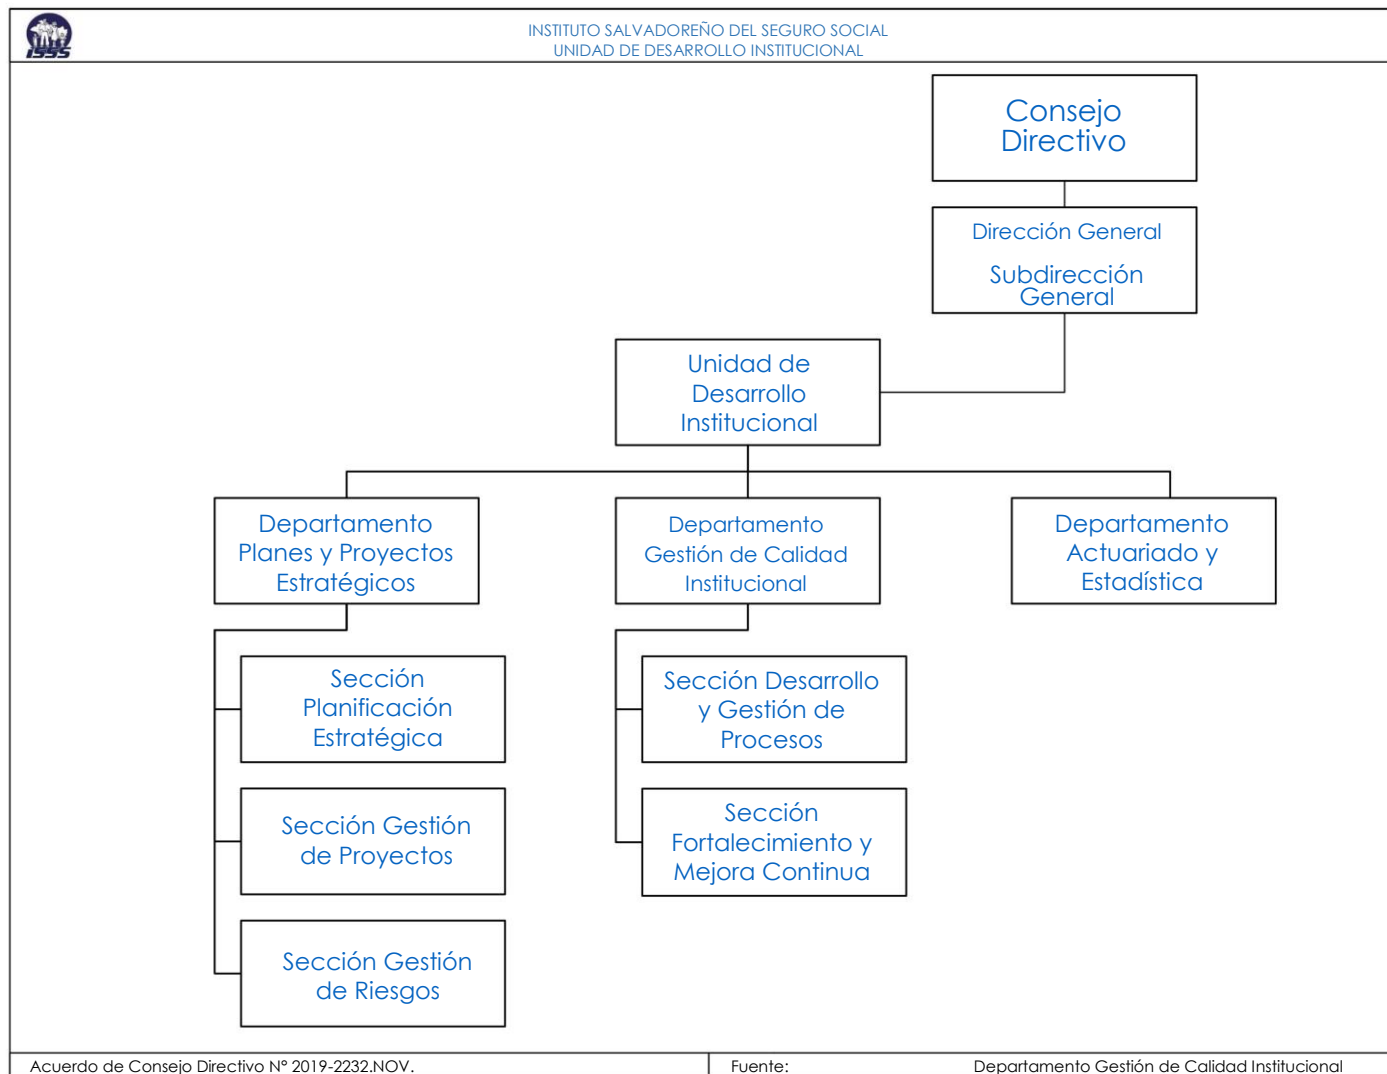 ISSS
INSTITUTO SALVADOREÑO DEL SEGURO SOCIAL
UNIDAD DE DESARROLLO INSTITUCIONAL
Consejo
Directivo
Dirección General
Subdirección
General
Unidad de
Desarrollo
Institucional
Departamento
Planes y Proyectos
Estratégicos
Departamento
Gestión de Calidad
Institucional
Departamento
Actuariado y
Estadística
Sección
Planificación
Estratégica
Sección Gestión
de Proyectos
Sección Gestión
de Riesgos
Sección Desarrollo
y Gestión de
Procesos
Sección
Fortalecimiento y
Mejora Continua
Acuerdo de Consejo Directivo N° 2019-2232.NOV.
Fuente: Departamento Gestión de Calidad Institucional